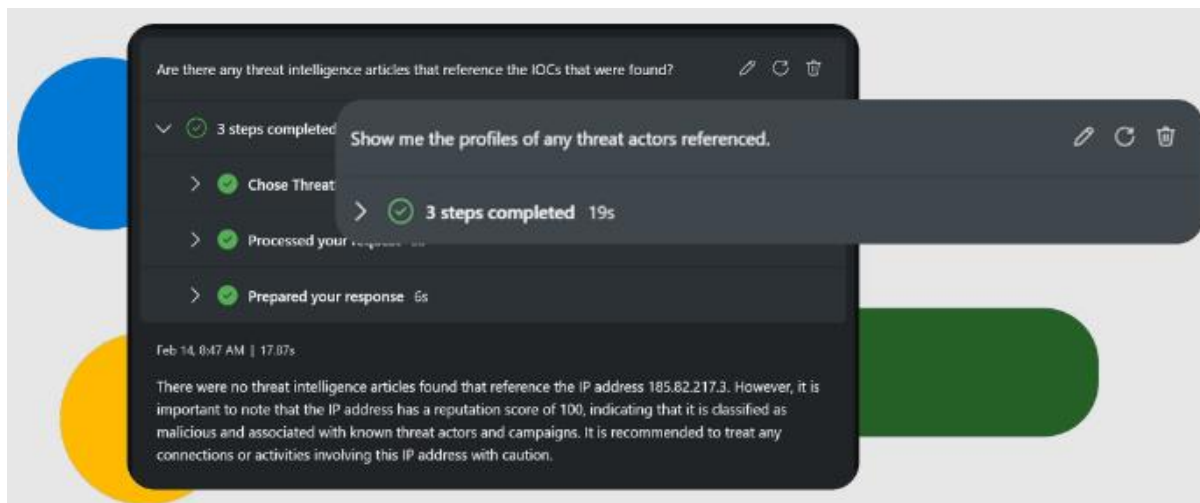 Are there any threat intelligence articles that reference the IOCs that were found?
3 steps completed
Show me the profiles of any threat actors referenced.
3 steps completed 19s
Chose Threat
Processed your
Prepared your response 6s
Feb 14, 8:47 AM | 17.87s
There were no threat intelligence articles found that reference the IP address 185.82.217.3. However, it is
important to note that the IP address has a reputation score of 100, indicating that it is classified as
malicious and associated with known threat actors and campaigns. It is recommended to treat any
connections or activities involving this IP address with caution.